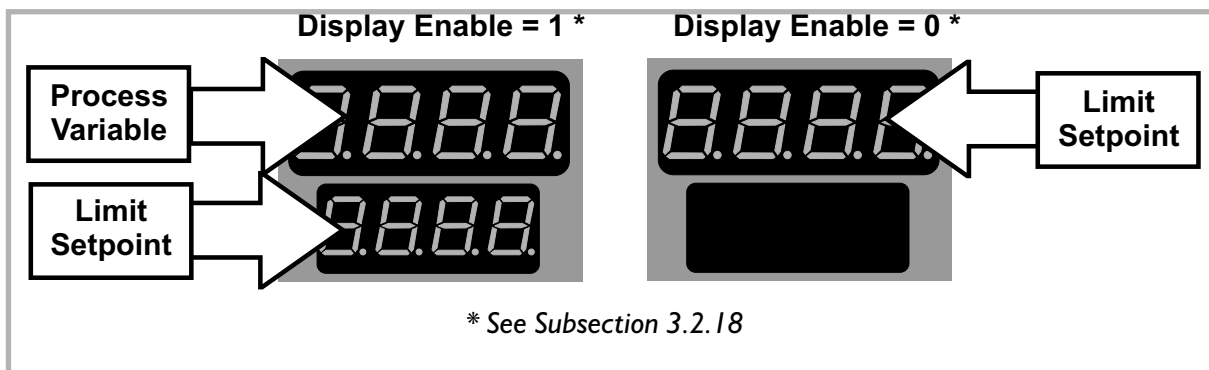 Display Enable = 1 *
Display Enable = 0 *
Process
Variable
Limit
Setpoint
Limit
Setpoint
* See Subsection 3.2.18